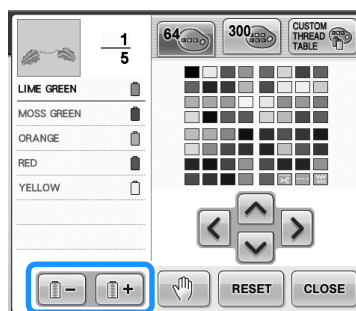 1
5
64
300
CUSTOM
THREAD
TABLE
LIME GREEN
MOSS GREEN
ORANGE
RED
YELLOW
RESET
CLOSE